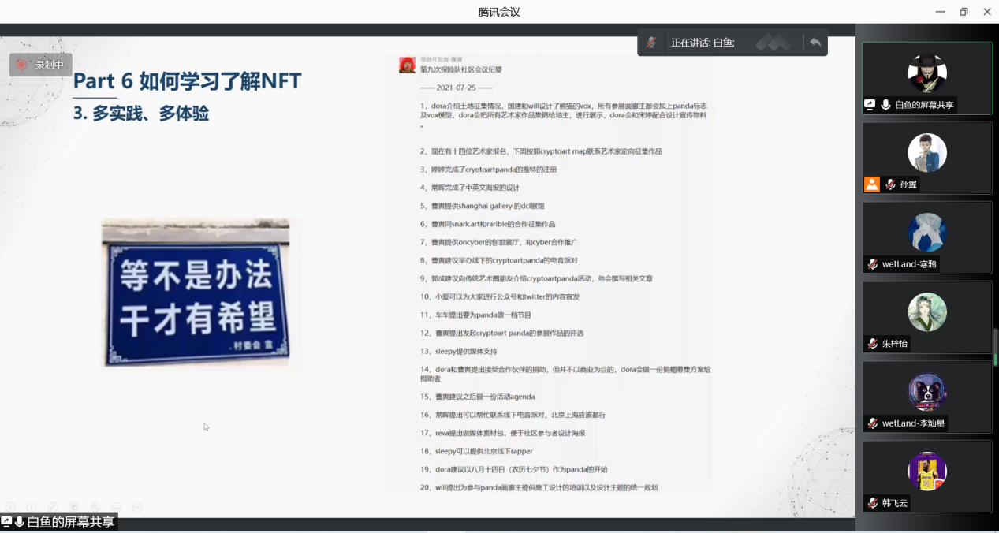 腾讯会议
正在讲话: 白鱼;
录制中
Part 6 如何学习了解NFT
3. 多实践、多体验
等不是办法
干才有希望
.村委会 宣
导游开发商-曹寅
第九次探险队社区会议纪要
—— 2021-07-25 ——
1，dora介绍土地征集情况，国建和will设计了熊猫的vox，所有参展画廊主都会加上panda标志
及vox模型，dora会把所有艺术家作品集锦给地主，进行展示，dora会和宋婷配合设计宣传物料
。
2，现在有十四位艺术家报名，下周按照cryptoart map联系艺术家定向征集作品
3，婷婷完成了cryotoartpanda的推特的注册
4，常晖完成了中英文海报的设计
5，曹寅提供shanghai gallery 的dcl展馆
6，曹寅同snark.art和rarible的合作征集作品
7，曹寅提供oncyber的创世展厅，和cyber合作推广
8，曹寅建议举办线下的cryptoartpanda的电音派对
9，郭成建议向传统艺术圈朋友介绍cryptoartpanda活动，他会撰写相关文章
10，小爱可以为大家进行公众号和twitter的内容宣发
11，车车提出要为panda做一档节目
12，曹寅提出发起cryptoart panda的参展作品的评选
13，sleepy提供媒体支持
14，dora和曹寅提出接受合作伙伴的捐助，但并不以商业为目的，dora会做一份捐赠募集方案给
捐助者
15，曹寅建议之后做一份活动agenda
16，常晖提出可以帮忙联系线下电音派对，北京上海应该都行
17，reva提出做媒体素材包，便于社区参与者设计海报
18，sleepy可以提供北京线下rapper
19，dora建议以八月十四日（农历七夕节）作为panda的开始
20，will提出为参与panda画廊主提供施工设计的培训以及设计主题的统一规划
白鱼的屏幕共享
白鱼的屏幕共享
孙翼
wetLand-寒鸦
朱梓怡
wetLand-李灿星
韩飞云